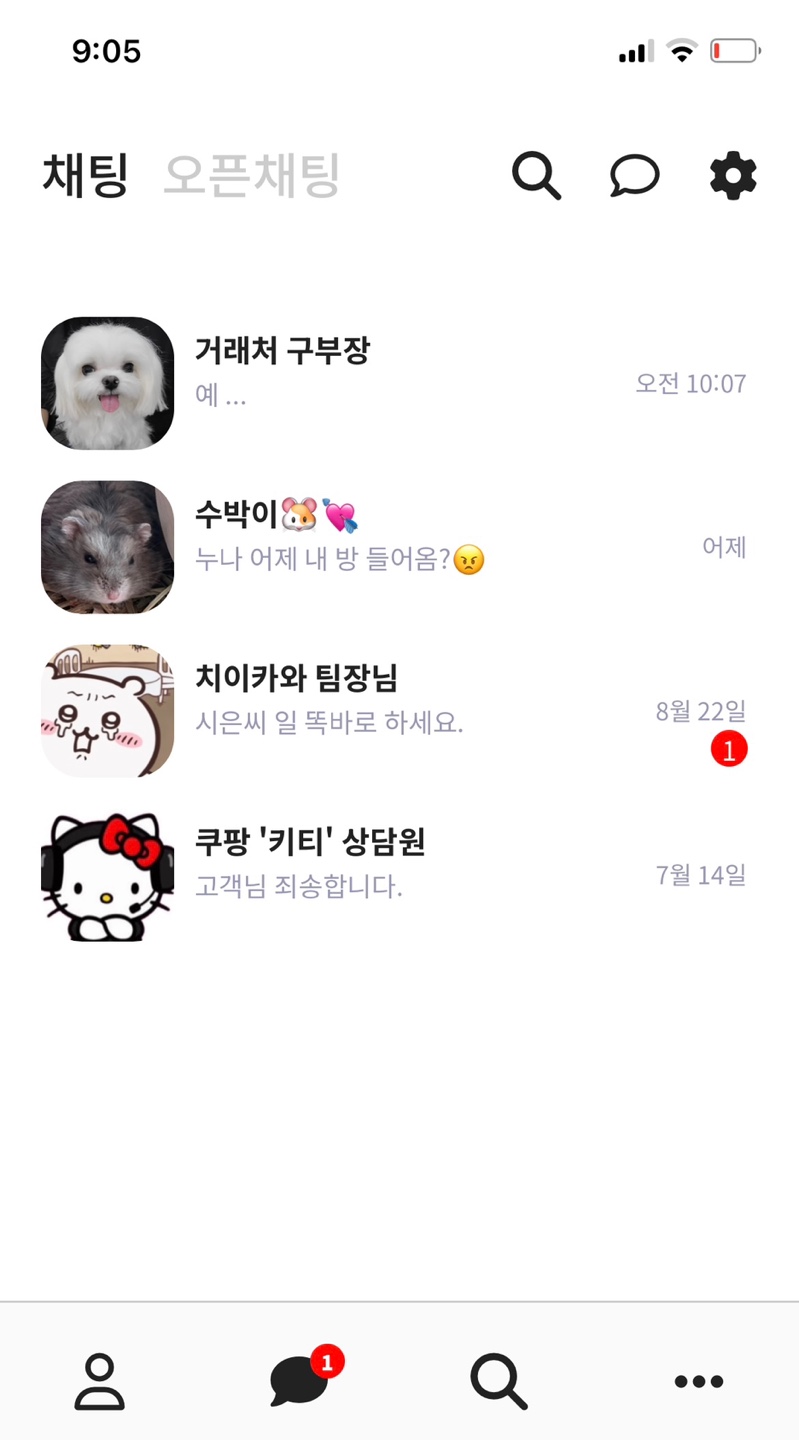 9:05
채팅 오픈채팅
거래처 구부장
예 ...
오전 10:07
수박이🐹💘
누나 어제 내 방 들어옴?😠
어제
치이카와 팀장님
시은씨 일 똑바로 하세요.
8월 22일
1
쿠팡 '키티' 상담원
고객님 죄송합니다.
7월 14일
1